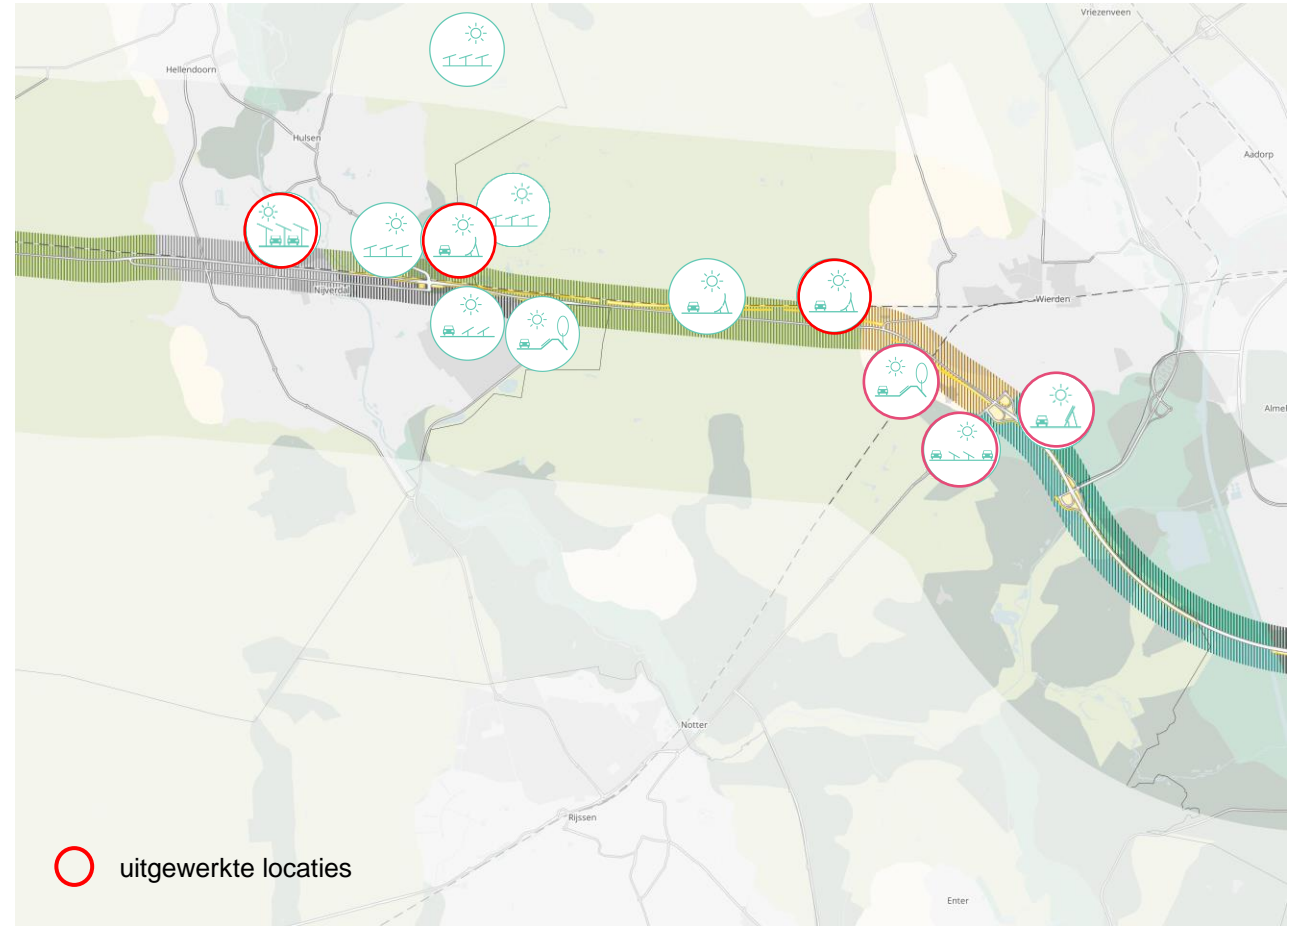 Vriezenveen
Hellendoorn
Hulsen
Aadorp
Nijverdal
Wierden
Almel
Notter
Rijssen
uitgewerkte locaties
Enter